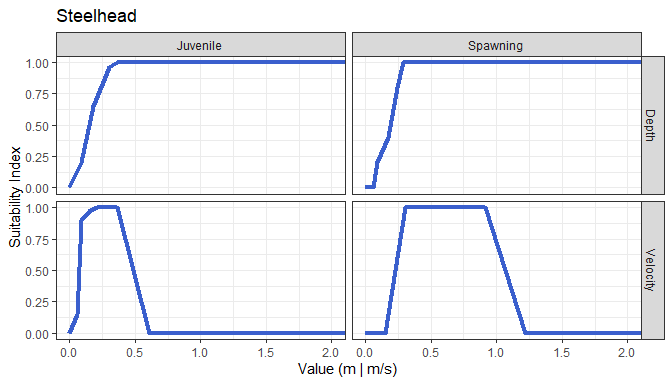 Steelhead
Juvenile Spawning
1.00
0.75
0.50
0.25
0.00
Depth
1.00
0.75
0.50
0.25
0.00
Velocity
Suitability Index
0.0 0.5 1.0 1.5 2.0 0.0 0.5 1.0 1.5 2.0
Value (m | m/s)